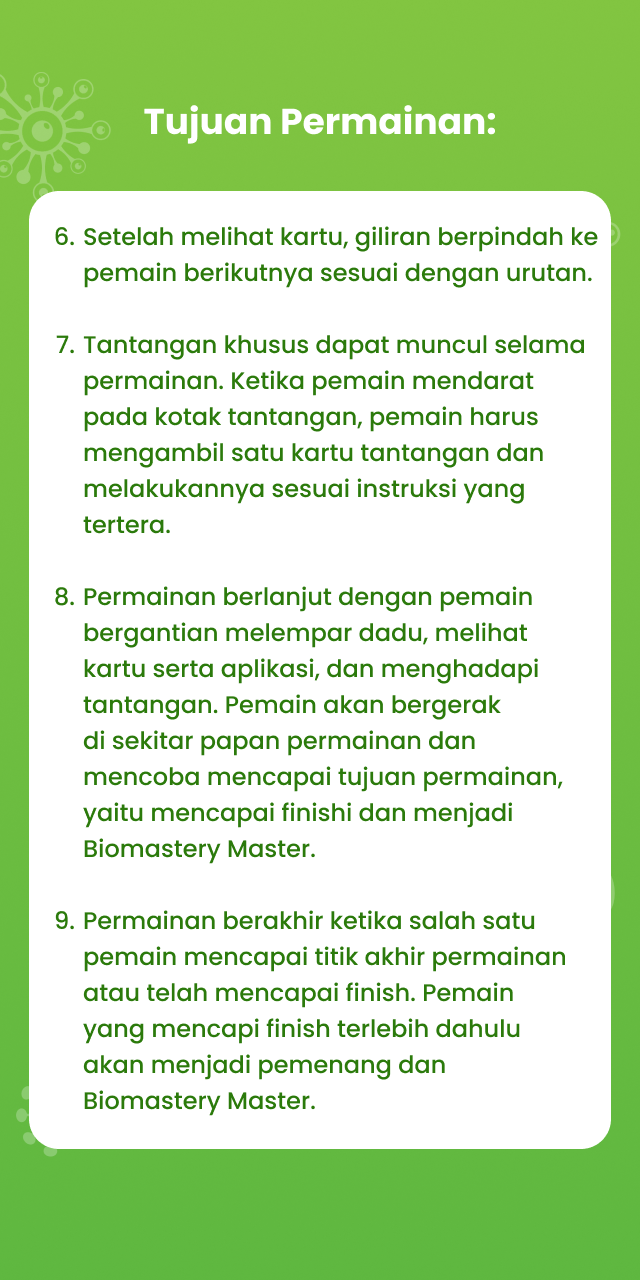 Tujuan Permainan:
6. Setelah melihat kartu, giliran berpindah ke
pemain berikutnya sesuai dengan urutan.
7. Tantangan khusus dapat muncul selama
permainan. Ketika pemain mendarat
pada kotak tantangan, pemain harus
mengambil satu kartu tantangan dan
melakukannya sesuai instruksi yang
tertera.
8. Permainan berlanjut dengan pemain
bergantian melempar dadu, melihat
kartu serta aplikasi, dan menghadapi
tantangan. Pemain akan bergerak
di sekitar papan permainan dan
mencoba mencapai tujuan permainan,
yaitu mencapai finishi dan menjadi
Biomastery Master.
9. Permainan berakhir ketika salah satu
pemain mencapai titik akhir permainan
atau telah mencapai finish. Pemain
yang mencapi finish terlebih dahulu
akan menjadi pemenang dan
Biomastery Master.